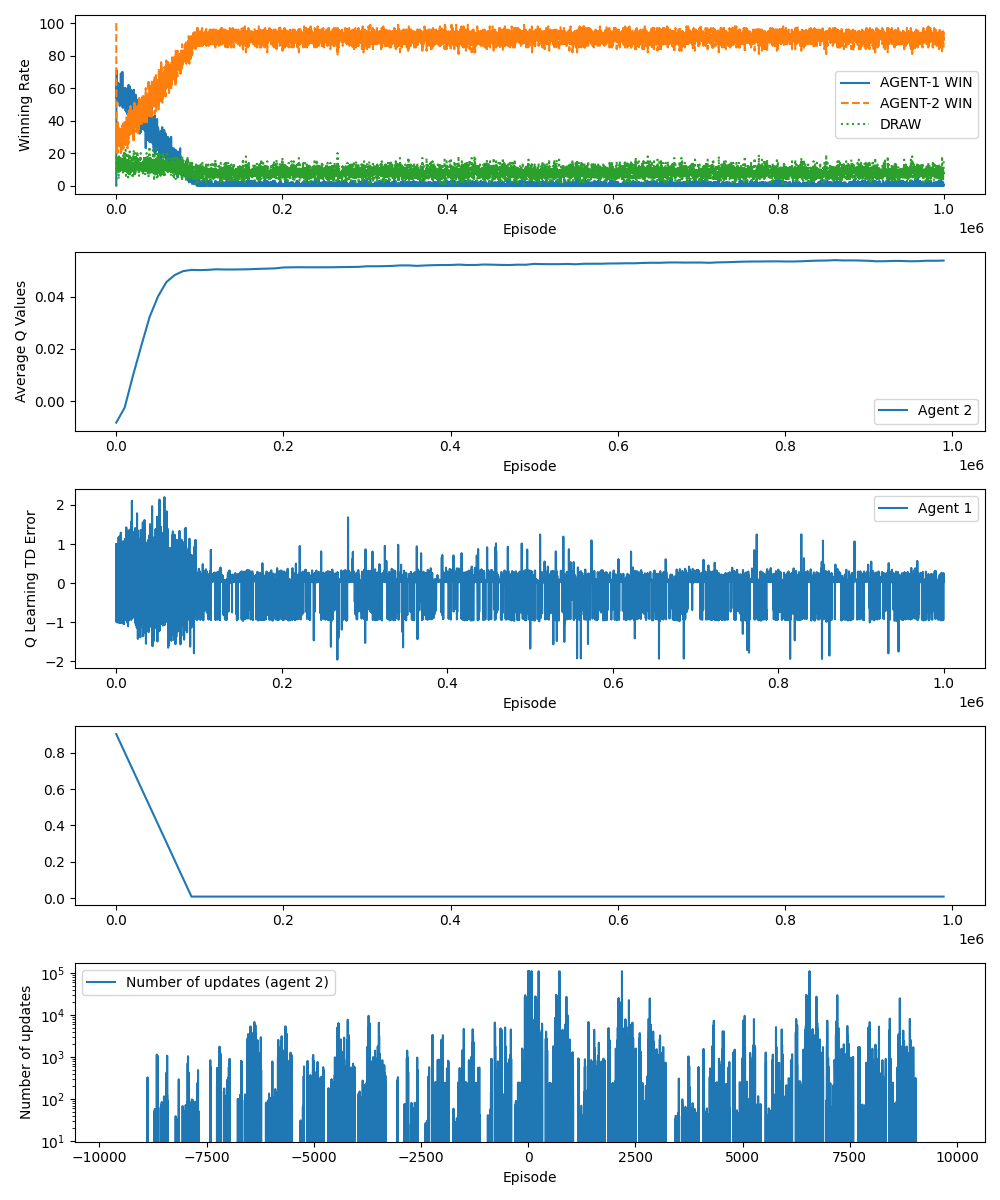 100
80
60
40
20
0
Winning Rate
AGENT-1 WIN
AGENT-2 WIN
DRAW
0.0 0.2 0.4 0.6 0.8 1.0
Episode
1e6
0.04
0.02
0.00
Average Q Values
Agent 2
0.0 0.2 0.4 0.6 0.8 1.0
Episode
1e6
2
1
0
−1
−2
Q Learning TD Error
Agent 1
0.0 0.2 0.4 0.6 0.8 1.0
Episode
1e6
0.8
0.6
0.4
0.2
0.0
0.0 0.2 0.4 0.6 0.8 1.0
1e6
10⁵
10⁴
10³
10²
10¹
Number of updates
Number of updates (agent 2)
−10000 −7500 −5000 −2500 0 2500 5000 7500 10000
Episode